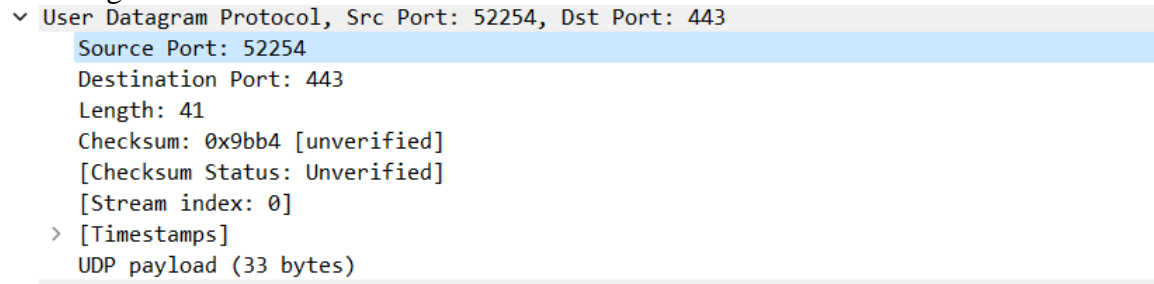 User Datagram Protocol, Src Port: 52254, Dst Port: 443
Source Port: 52254
Destination Port: 443
Length: 41
Checksum: 0x9bb4 [unverified]
[Checksum Status: Unverified]
[Stream index: 0]
[Timestamps]
UDP payload (33 bytes)